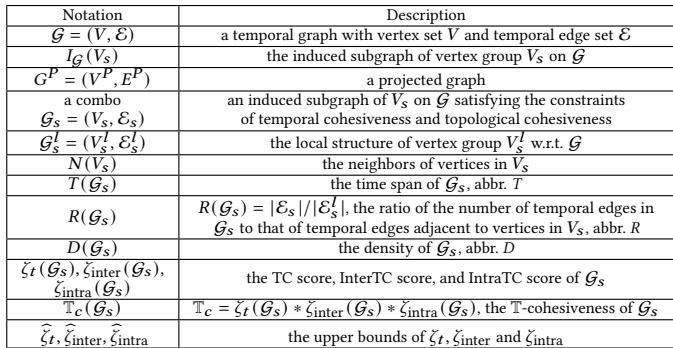 Notation Description
𝒢 = (V, ℰ) a temporal graph with vertex set V and temporal edge set ℰ
I_𝒢(V_s) the induced subgraph of vertex group V_s on 𝒢
G^P = (V^P, E^P) a projected graph
a combo an induced subgraph of V_s on 𝒢 satisfying the constraints
𝒢_s = (V_s, ℰ_s) of temporal cohesiveness and topological cohesiveness
𝒢_s^l = (V_s^l, ℰ_s^l) the local structure of vertex group V_s^l w.r.t. 𝒢
N(V_s) the neighbors of vertices in V_s
T(𝒢_s) the time span of 𝒢_s, abbr. T
R(𝒢_s) R(𝒢_s) = |ℰ_s|/|ℰ_s^l|, the ratio of the number of temporal edges in
𝒢_s to that of temporal edges adjacent to vertices in V_s, abbr. R
D(𝒢_s) the density of 𝒢_s, abbr. D
ζ_t(𝒢_s), ζ_inter(𝒢_s),
ζ_intra(𝒢_s) the TC score, InterTC score, and IntraTC score of 𝒢_s
𝕋_c(𝒢_s) 𝕋_c = ζ_t(𝒢_s) * ζ_inter(𝒢_s) * ζ_intra(𝒢_s), the 𝕋-cohesiveness of 𝒢_s
ζ̂_t, ζ̂_inter, ζ̂_intra the upper bounds of ζ_t, ζ_inter and ζ_intra